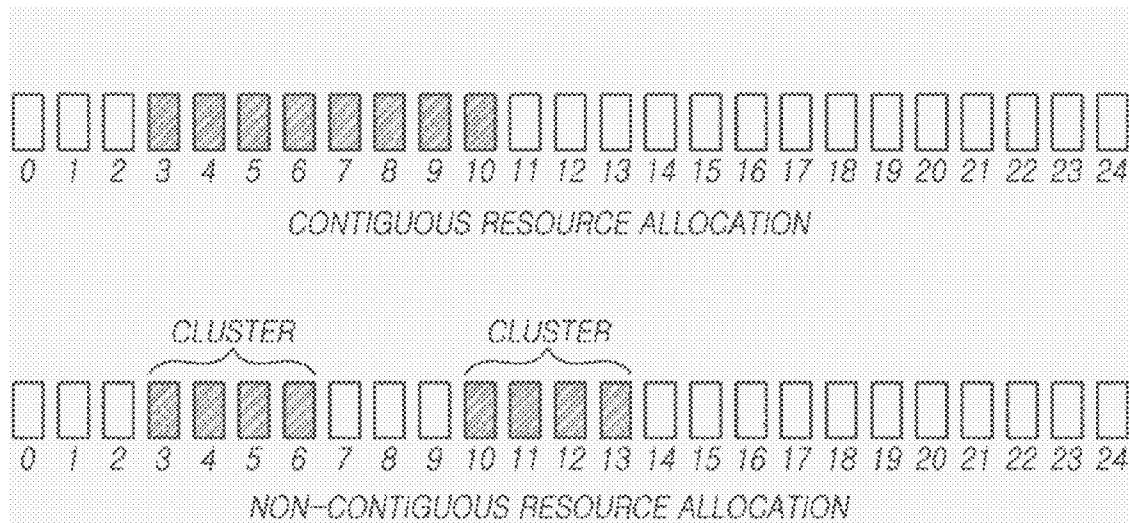 0 1 2 3 4 5 6 7 8 9 10 11 12 13 14 15 16 17 18 19 20 21 22 23 24
CONTIGUOUS RESOURCE ALLOCATION
CLUSTER CLUSTER
0 1 2 3 4 5 6 7 8 9 10 11 12 13 14 15 16 17 18 19 20 21 22 23 24
NON-CONTIGUOUS RESOURCE ALLOCATION